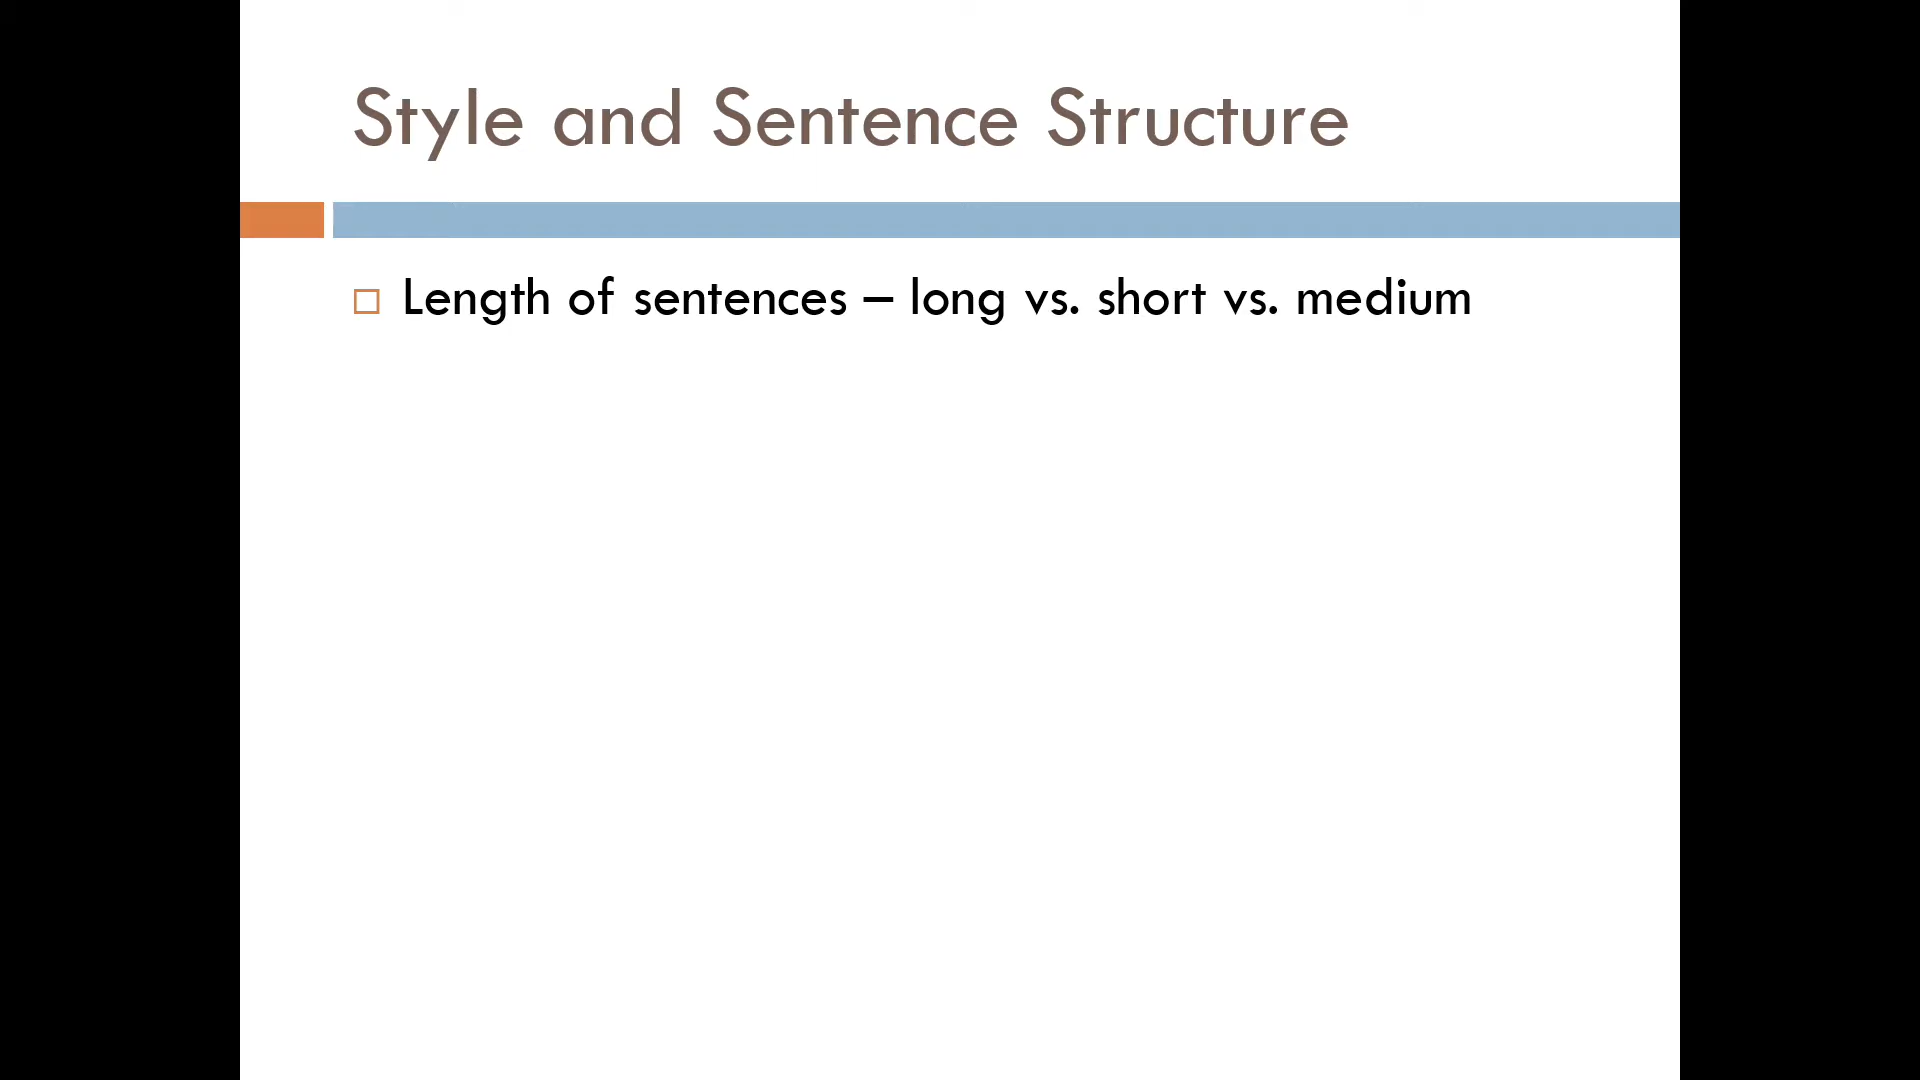 Style and Sentence Structure
Length of sentences – long vs. short vs. medium